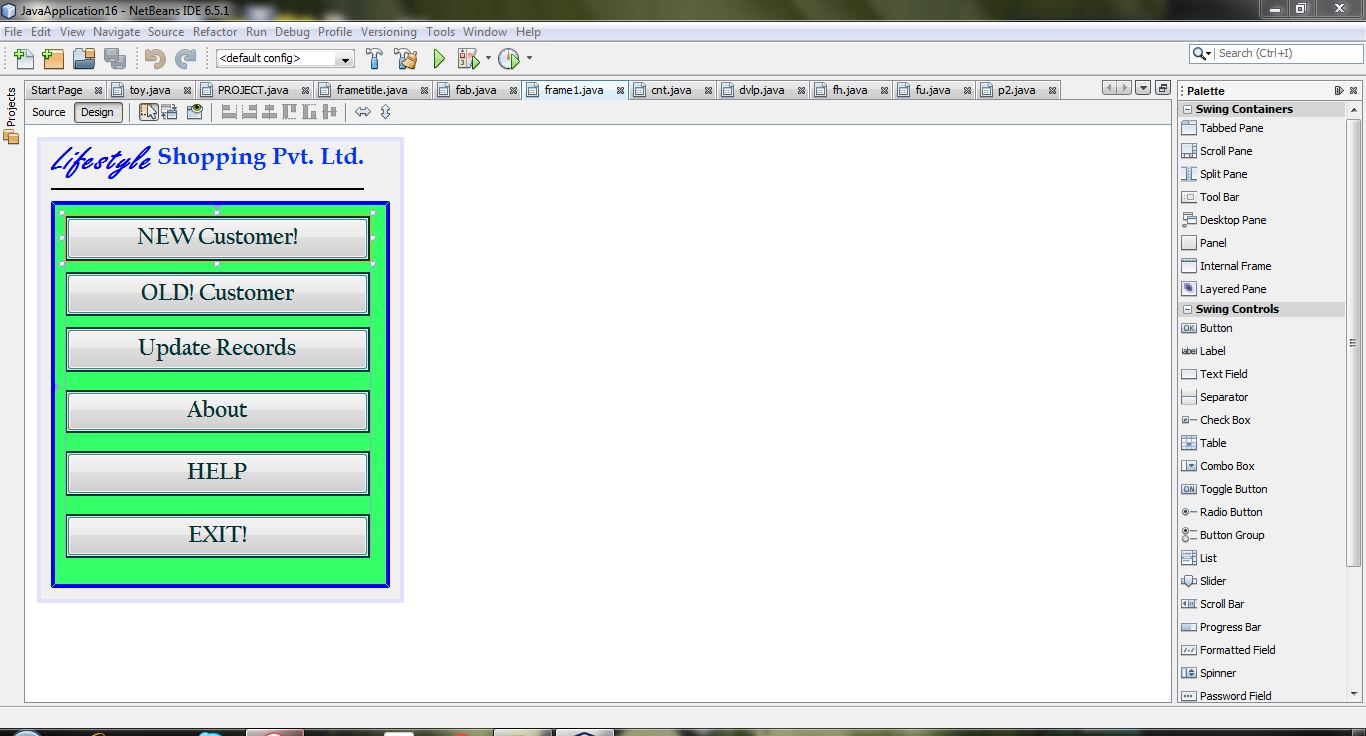 JavaApplication16 - NetBeans IDE 6.5.1
File Edit View Navigate Source Refactor Run Debug Profile Versioning Tools Window Help
<default config>
Search (Ctrl+I)
Projects
Start Page toy.java PROJECT.java frametitle.java fab.java frame1.java cnt.java dvlp.java fh.java fu.java p2.java
Source Design
Lifestyle Shopping Pvt. Ltd.
NEW Customer!
OLD! Customer
Update Records
About
HELP
EXIT!
Palette
Swing Containers
Tabbed Pane
Scroll Pane
Split Pane
Tool Bar
Desktop Pane
Panel
Internal Frame
Layered Pane
Swing Controls
OK Button
label Label
Text Field
Separator
Check Box
Table
Combo Box
ON Toggle Button
Radio Button
Button Group
List
Slider
Scroll Bar
Progress Bar
Formatted Field
Spinner
Password Field